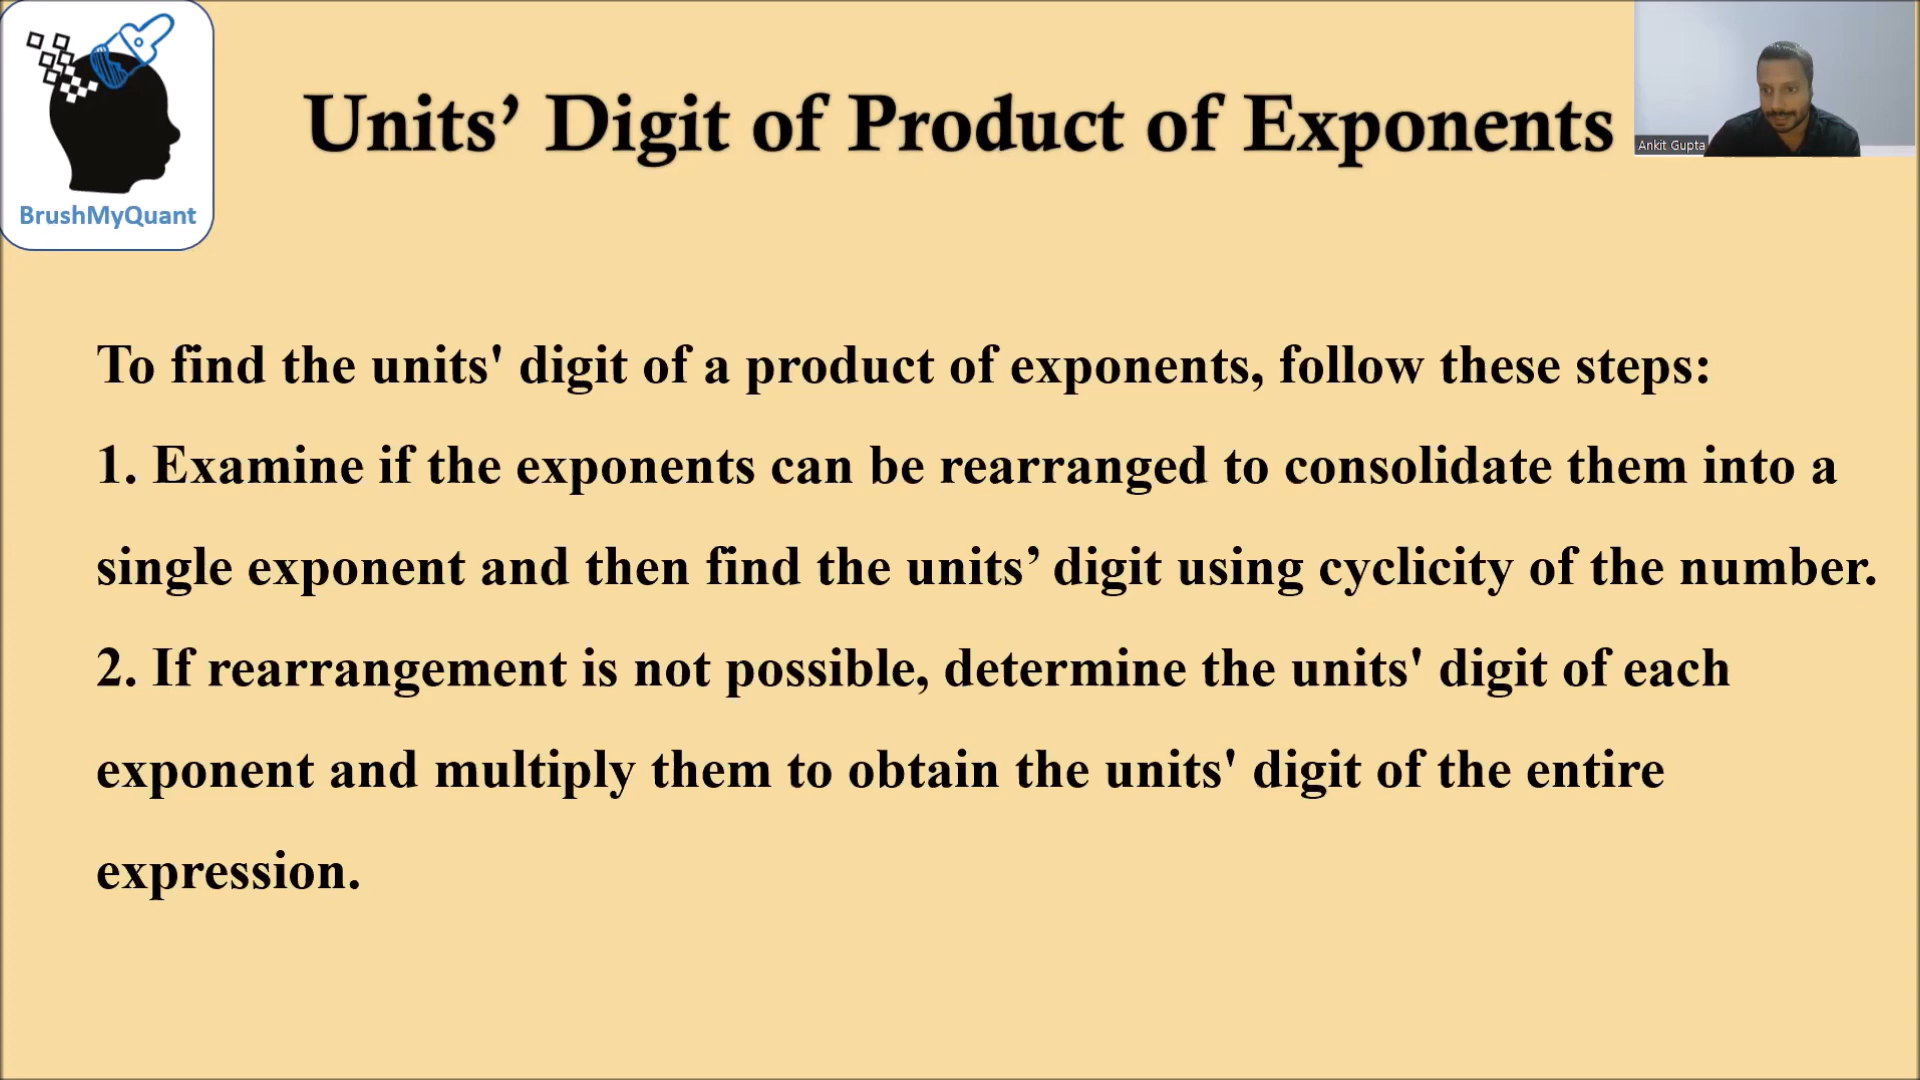 BrushMyQuant
Units’ Digit of Product of Exponents
Ankit Gupta
To find the units' digit of a product of exponents, follow these steps:
1. Examine if the exponents can be rearranged to consolidate them into a
single exponent and then find the units’ digit using cyclicity of the number.
2. If rearrangement is not possible, determine the units' digit of each
exponent and multiply them to obtain the units' digit of the entire
expression.